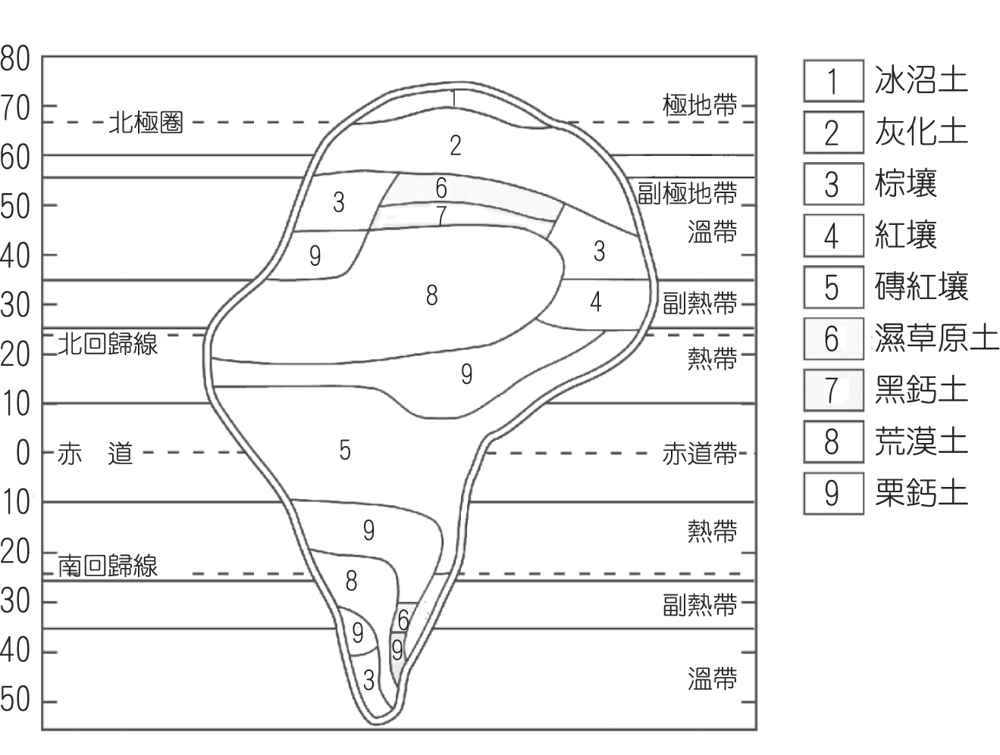 80
70
60
50
40
30
20
10
0
10
20
30
40
50
北極圈
北回歸線
赤 道
南回歸線
極地帶
副極地帶
溫帶
副熱帶
熱帶
赤道帶
熱帶
副熱帶
溫帶
2
3
6
7
9
3
8
4
9
5
9
8
6
9
9
3
1 冰沼土
2 灰化土
3 棕壤
4 紅壤
5 磚紅壤
6 濕草原土
7 黑鈣土
8 荒漠土
9 栗鈣土